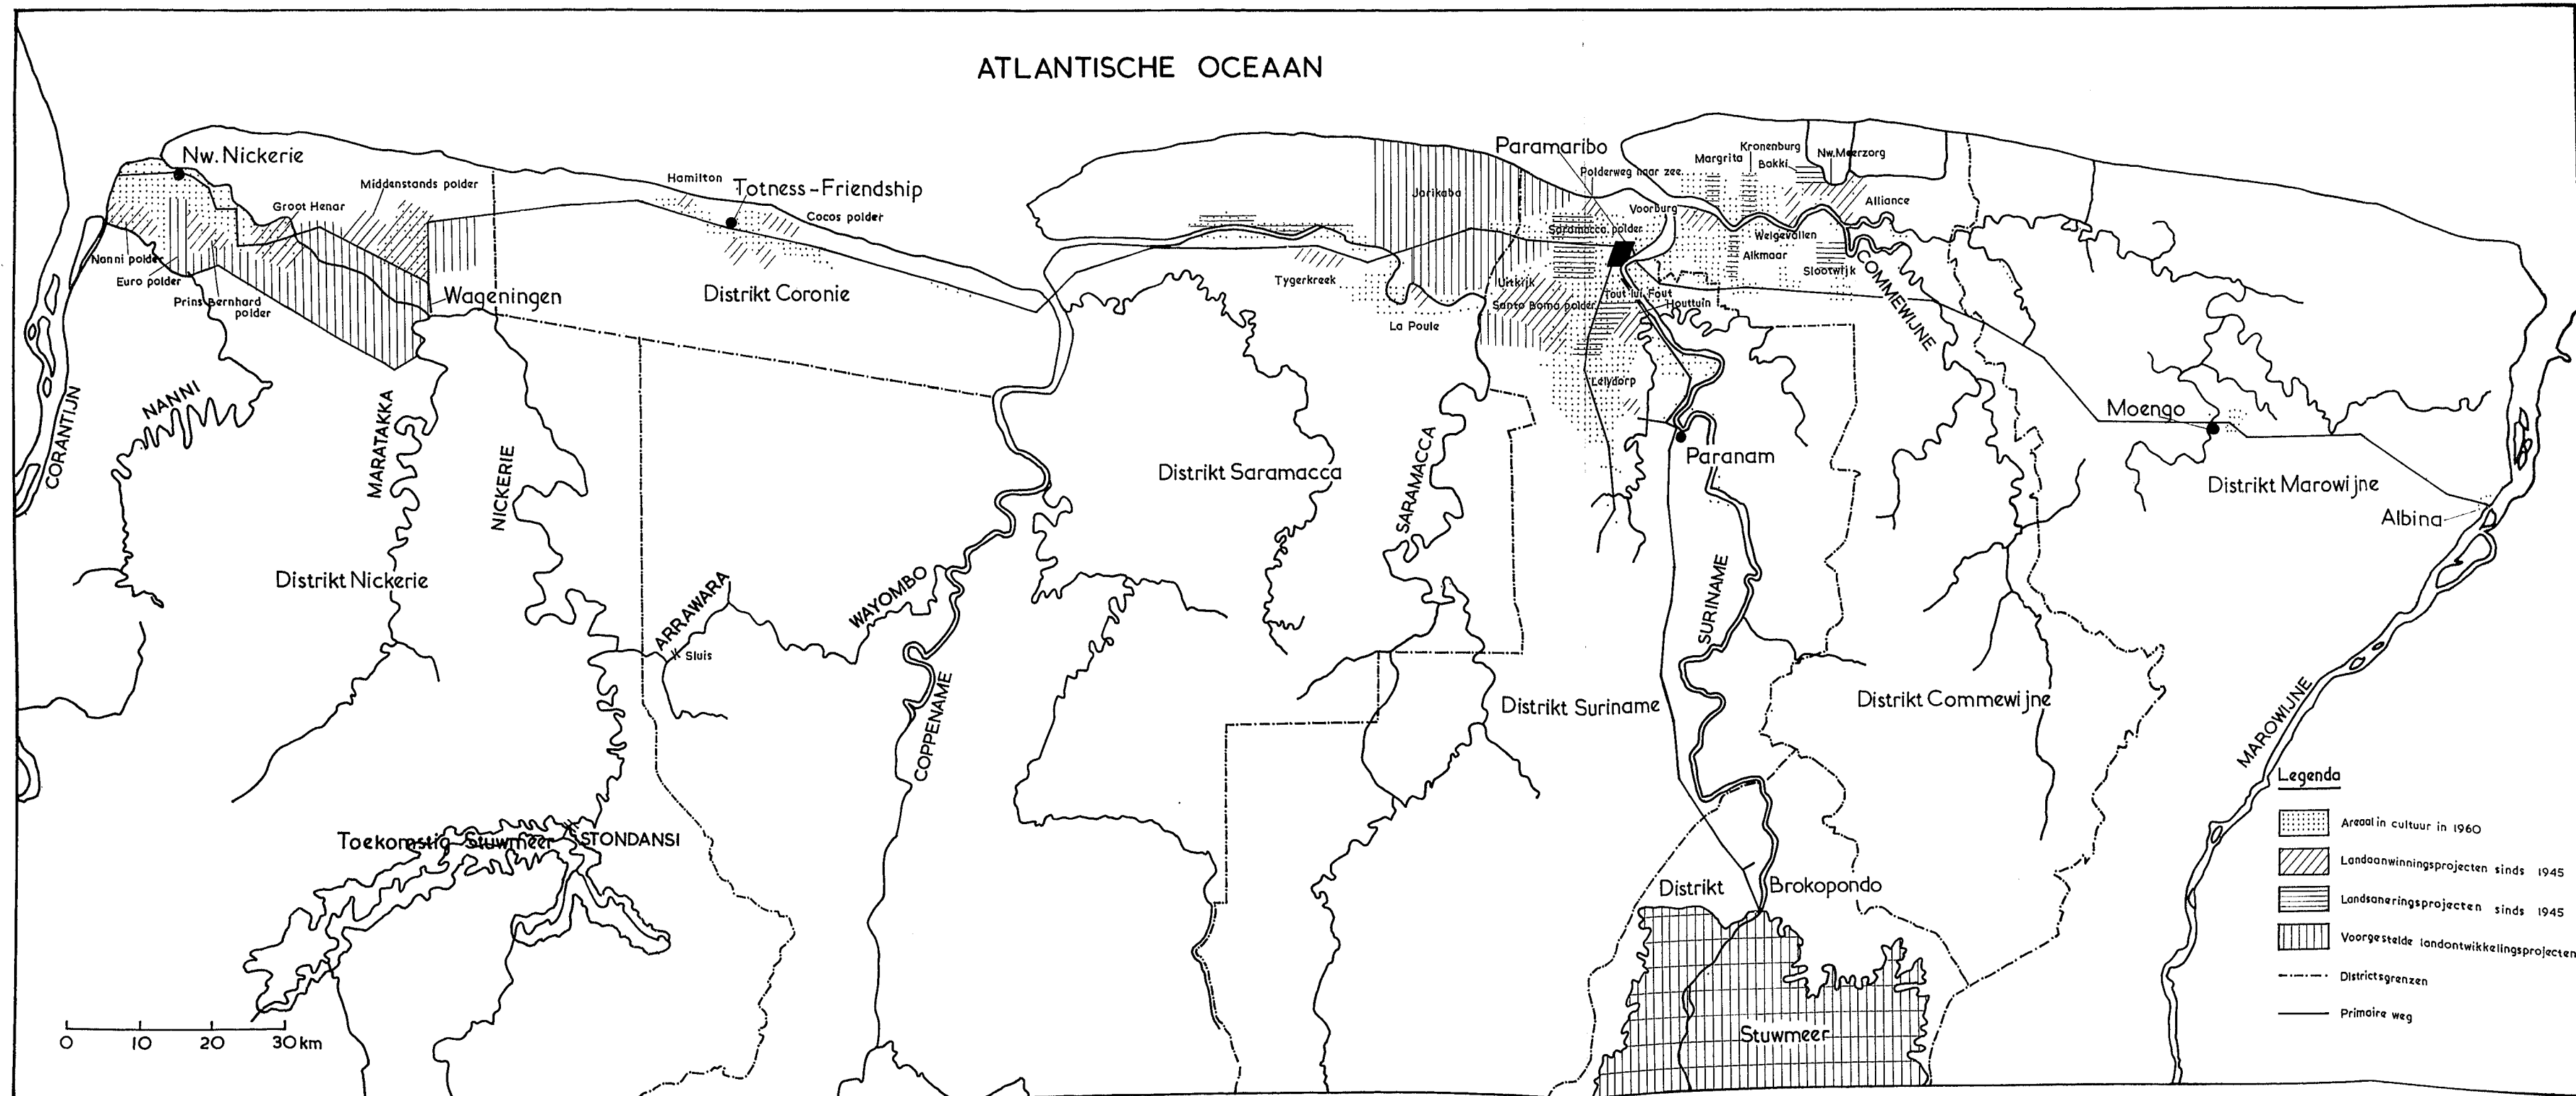 ATLANTISCHE OCEAAN
Nw. Nickerie
Middenstands polder
Groot Henar
Nanni polder
Euro polder
Prins Bernhard
polder
Wageningen
Hamilton
Totness-Friendship
Cocos polder
Distrikt Coronie
Tygerkreek
La Poule
Jarikaba
Paramaribo
Polderweg naar zee
Voorburg
Saramacca polder
Uitkijk
Santo Boma polder
Tout lui Fout
Houttuin
Lelydorp
Margrita
Kronenburg
Bakki
Nw. Meerzorg
Alliance
Welgevallen
Alkmaar
Slootwijk
COMMEWIJNE
CORANTIJN
NANNI
MARATAKKA
NICKERIE
Distrikt Nickerie
ARRAWARA
Sluis
WAYOMBO
COPPENAME
Distrikt Saramacca
SARAMACCA
Paranam
SURINAME
Distrikt Suriname
Distrikt Commewijne
Moengo
Distrikt Marowijne
Albina
MAROWIJNE
Toekomstig Stuwmeer
STONDANSI
Distrikt Brokopondo
Stuwmeer
0 10 20 30 km
Legenda
Areaal in cultuur in 1960
Landaanwinningsprojecten sinds 1945
Landsaneringsprojecten sinds 1945
Voorgestelde landontwikkelingsprojecten
Districtsgrenzen
Primaire weg